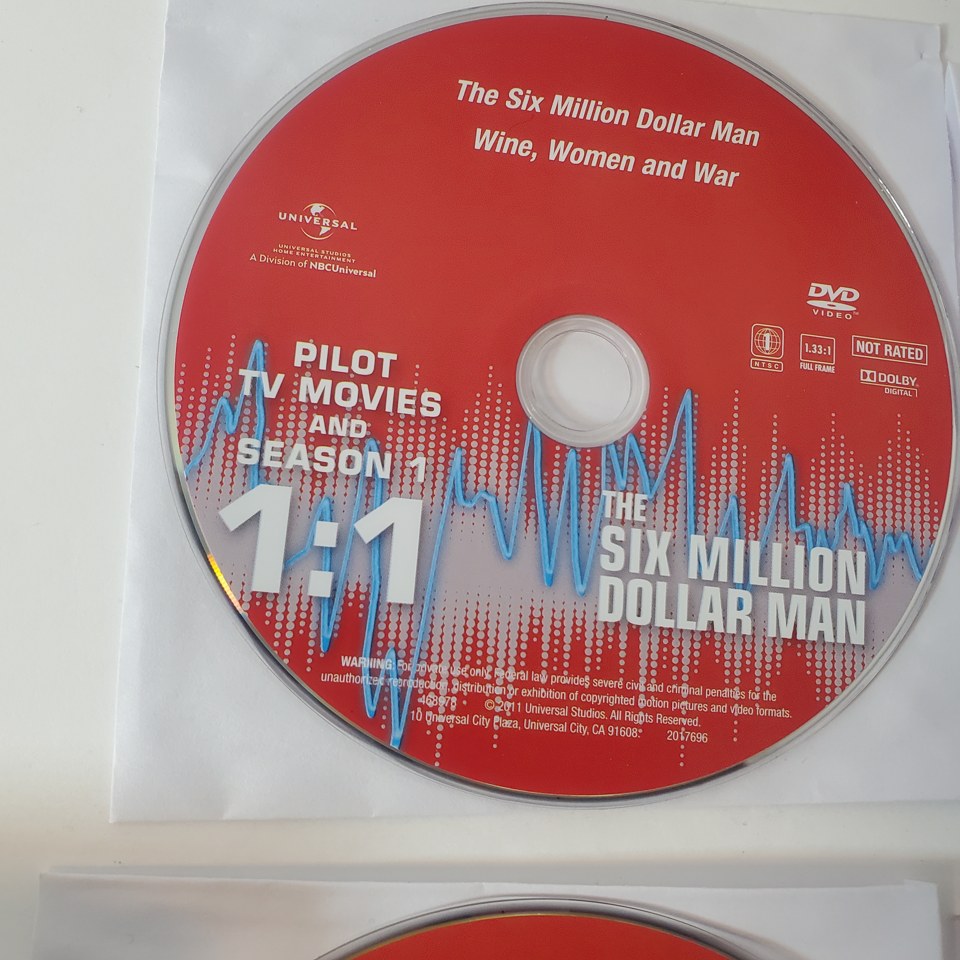 The Six Million Dollar Man
Wine, Women and War
UNIVERSAL
UNIVERSAL STUDIOS
HOME ENTERTAINMENT
A Division of NBCUniversal
DVD
VIDEO™
1
NTSC
1.33:1
FULL FRAME
NOT RATED
DOLBY
DIGITAL
PILOT
TV MOVIES
AND
SEASON 1
1:1
THE
SIX MILLION
DOLLAR MAN
WARNING: For private use only. Federal law provides severe civil and criminal penalties for the
unauthorized reproduction, distribution or exhibition of copyrighted motion pictures and video formats.
468978 ©2011 Universal Studios. All Rights Reserved.
10 Universal City Plaza, Universal City, CA 91608. 2017696